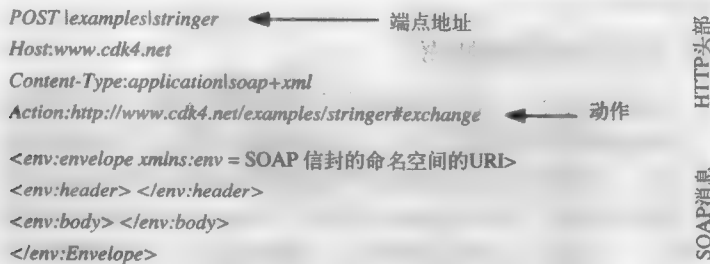 POST \examples\stringer 端点地址
Host:www.cdk4.net
Content-Type:application\soap+xml
Action:http://www.cdk4.net/examples/stringer#exchange 动作
HTTP头部
<env:envelope xmlns:env = SOAP 信封的命名空间的URI>
<env:header> </env:header>
<env:body> </env:body>
</env:Envelope>
SOAP消息